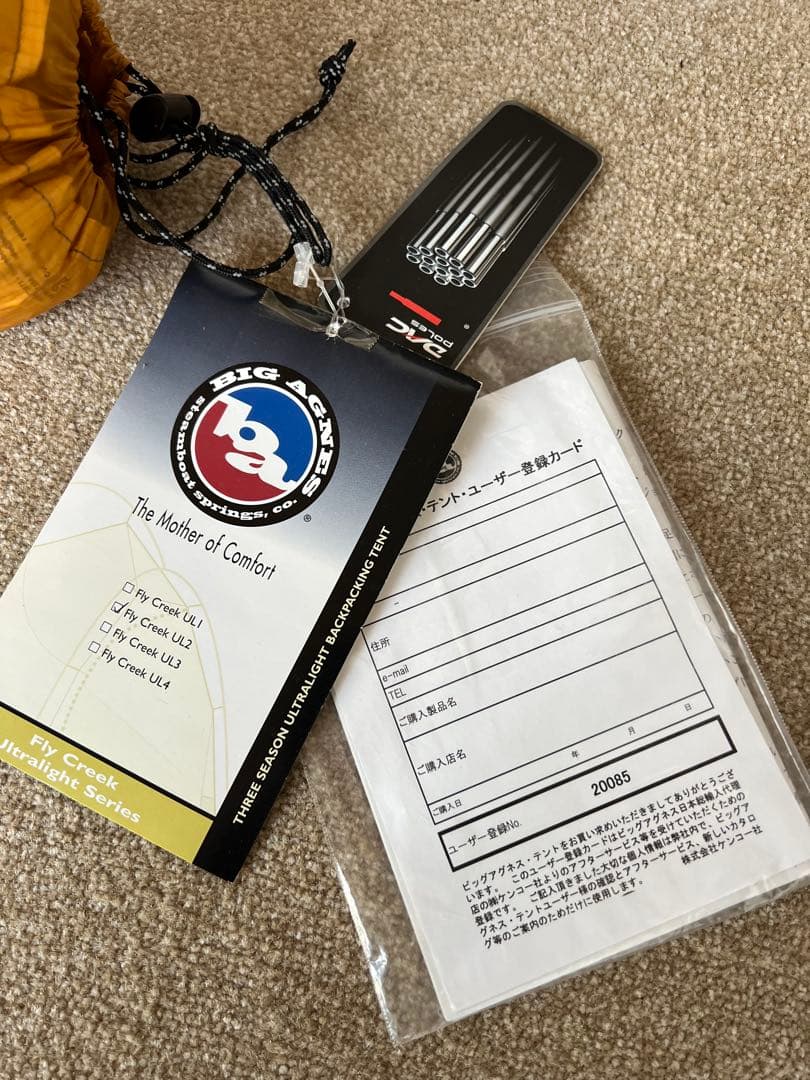 BIG AGNES
steamboat springs, co.
ba
®
The Mother of Comfort
Fly Creek UL1
Fly Creek UL2
Fly Creek UL3
Fly Creek UL4
Fly Creek
Ultralight Series
THREE SEASON ULTRALIGHT BACKPACKING TENT
DAC
POLES
®
・テント・ユーザー登録カード
住所
e-mail
TEL
ご購入製品名
ご購入店名
ご購入日 年 月 日
ユーザー登録No. 20085
ビッグアグネス・テントをお買い求めいただきましてありがとうござ
います。 このユーザー登録カードはビッグアグネス日本総輸入代理
店の㈱ケンコー社よりのアフターサービス等を受けていただくための
登録です。 ご記入頂きました大切な個人情報は弊社内で、ビッグア
グネス・テントユーザー様の確認とアフターサービス、新しいカタロ
グ等のご案内のためだけに使用します。 株式会社ケンコー社